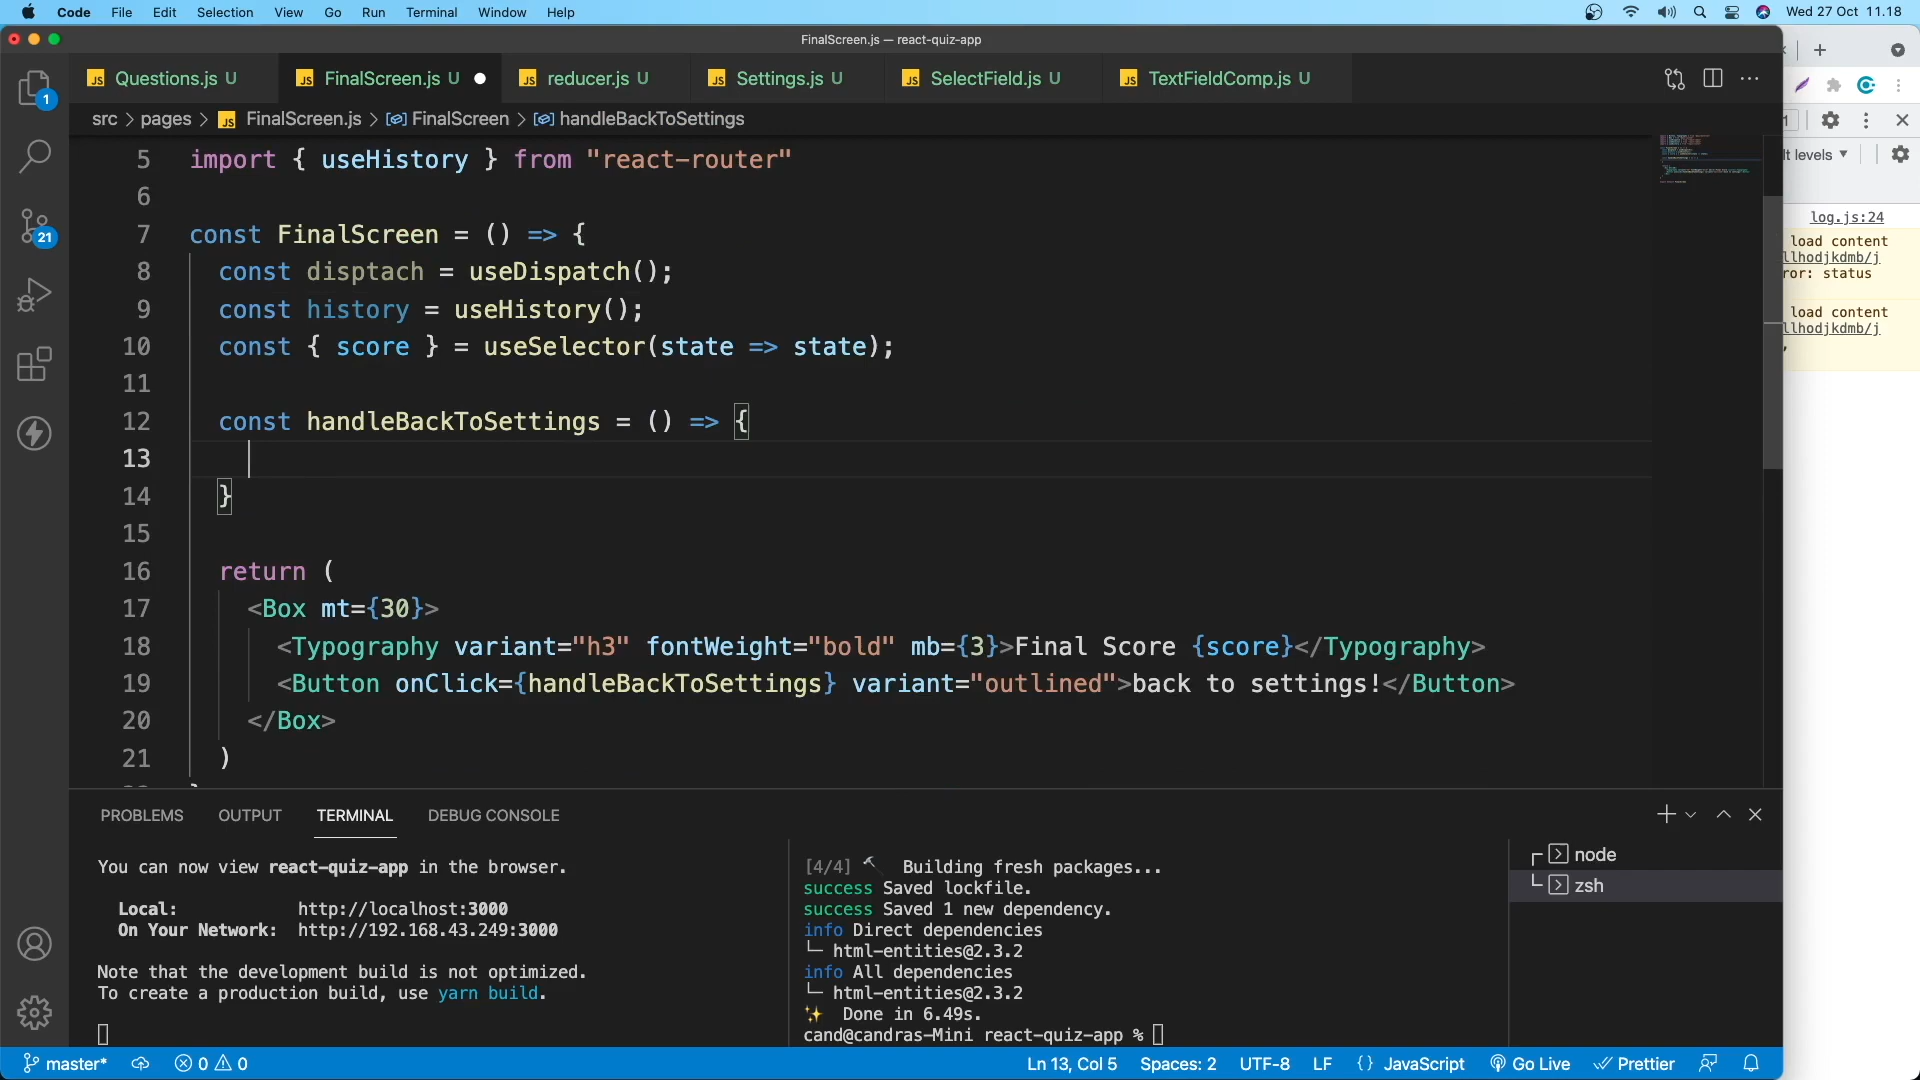 Code File Edit Selection View Go Run Terminal Window Help Wed 27 Oct 11.18
FinalScreen.js — react-quiz-app
JS Questions.js U JS FinalScreen.js U JS reducer.js U JS Settings.js U JS SelectField.js U JS TextFieldComp.js U
src > pages > JS FinalScreen.js > FinalScreen > handleBackToSettings
5 import { useHistory } from "react-router"
6
7 const FinalScreen = () => {
8 const disptach = useDispatch();
9 const history = useHistory();
10 const { score } = useSelector(state => state);
11
12 const handleBackToSettings = () => {
13
14 }
15
16 return (
17 <Box mt={30}>
18 <Typography variant="h3" fontWeight="bold" mb={3}>Final Score {score}</Typography>
19 <Button onClick={handleBackToSettings} variant="outlined">back to settings!</Button>
20 </Box>
21 )
1
21
lt levels
log.js:24
load content
llhodjkdmb/j
ror: status
load content
llhodjkdmb/j
PROBLEMS OUTPUT TERMINAL DEBUG CONSOLE
You can now view react-quiz-app in the browser.
Local: http://localhost:3000
On Your Network: http://192.168.43.249:3000
Note that the development build is not optimized.
To create a production build, use yarn build.
[4/4] 🔨 Building fresh packages...
success Saved lockfile.
success Saved 1 new dependency.
info Direct dependencies
└─ html-entities@2.3.2
info All dependencies
└─ html-entities@2.3.2
✨ Done in 6.49s.
cand@candras-Mini react-quiz-app %
node
zsh
master* 0 0 Ln 13, Col 5 Spaces: 2 UTF-8 LF {} JavaScript Go Live Prettier